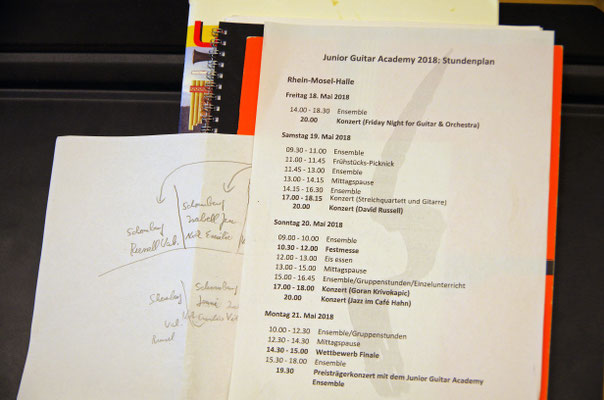 Junior Guitar Academy 2018: Stundenplan
Rhein-Mosel-Halle
Freitag 18. Mai 2018
14.00 - 18.30 Ensemble
20.00 Konzert (Friday Night for Guitar & Orchestra)
Samstag 19. Mai 2018
09.30 - 11.00 Ensemble
11.00 - 11.45 Frühstücks-Picknick
11.45 - 13.00 Ensemble
13.00 - 14.15 Mittagspause
14.15 - 16.30 Ensemble
17.00 - 18.15 Konzert (Streichquartett und Gitarre)
20.00 Konzert (David Russell)
Sonntag 20. Mai 2018
09.00 - 10.00 Ensemble
10.30 - 12.00 Festmesse
12.00 - 13.00 Eis essen
13.00 - 15.00 Mittagspause
15.00 - 16.45 Ensemble/Gruppenstunden/Einzelunterricht
17.00 - 18.00 Konzert (Goran Krivokapic)
20.00 Konzert (Jazz im Café Hahn)
Montag 21. Mai 2018
10.00 - 12.30 Ensemble/Gruppenstunden
12.30 - 14.30 Mittagspause
14.30 - 15.00 Wettbewerb Finale
15.30 - 18.00 Ensemble
19.30 Preisträgerkonzert mit dem Junior Guitar Academy
Ensemble